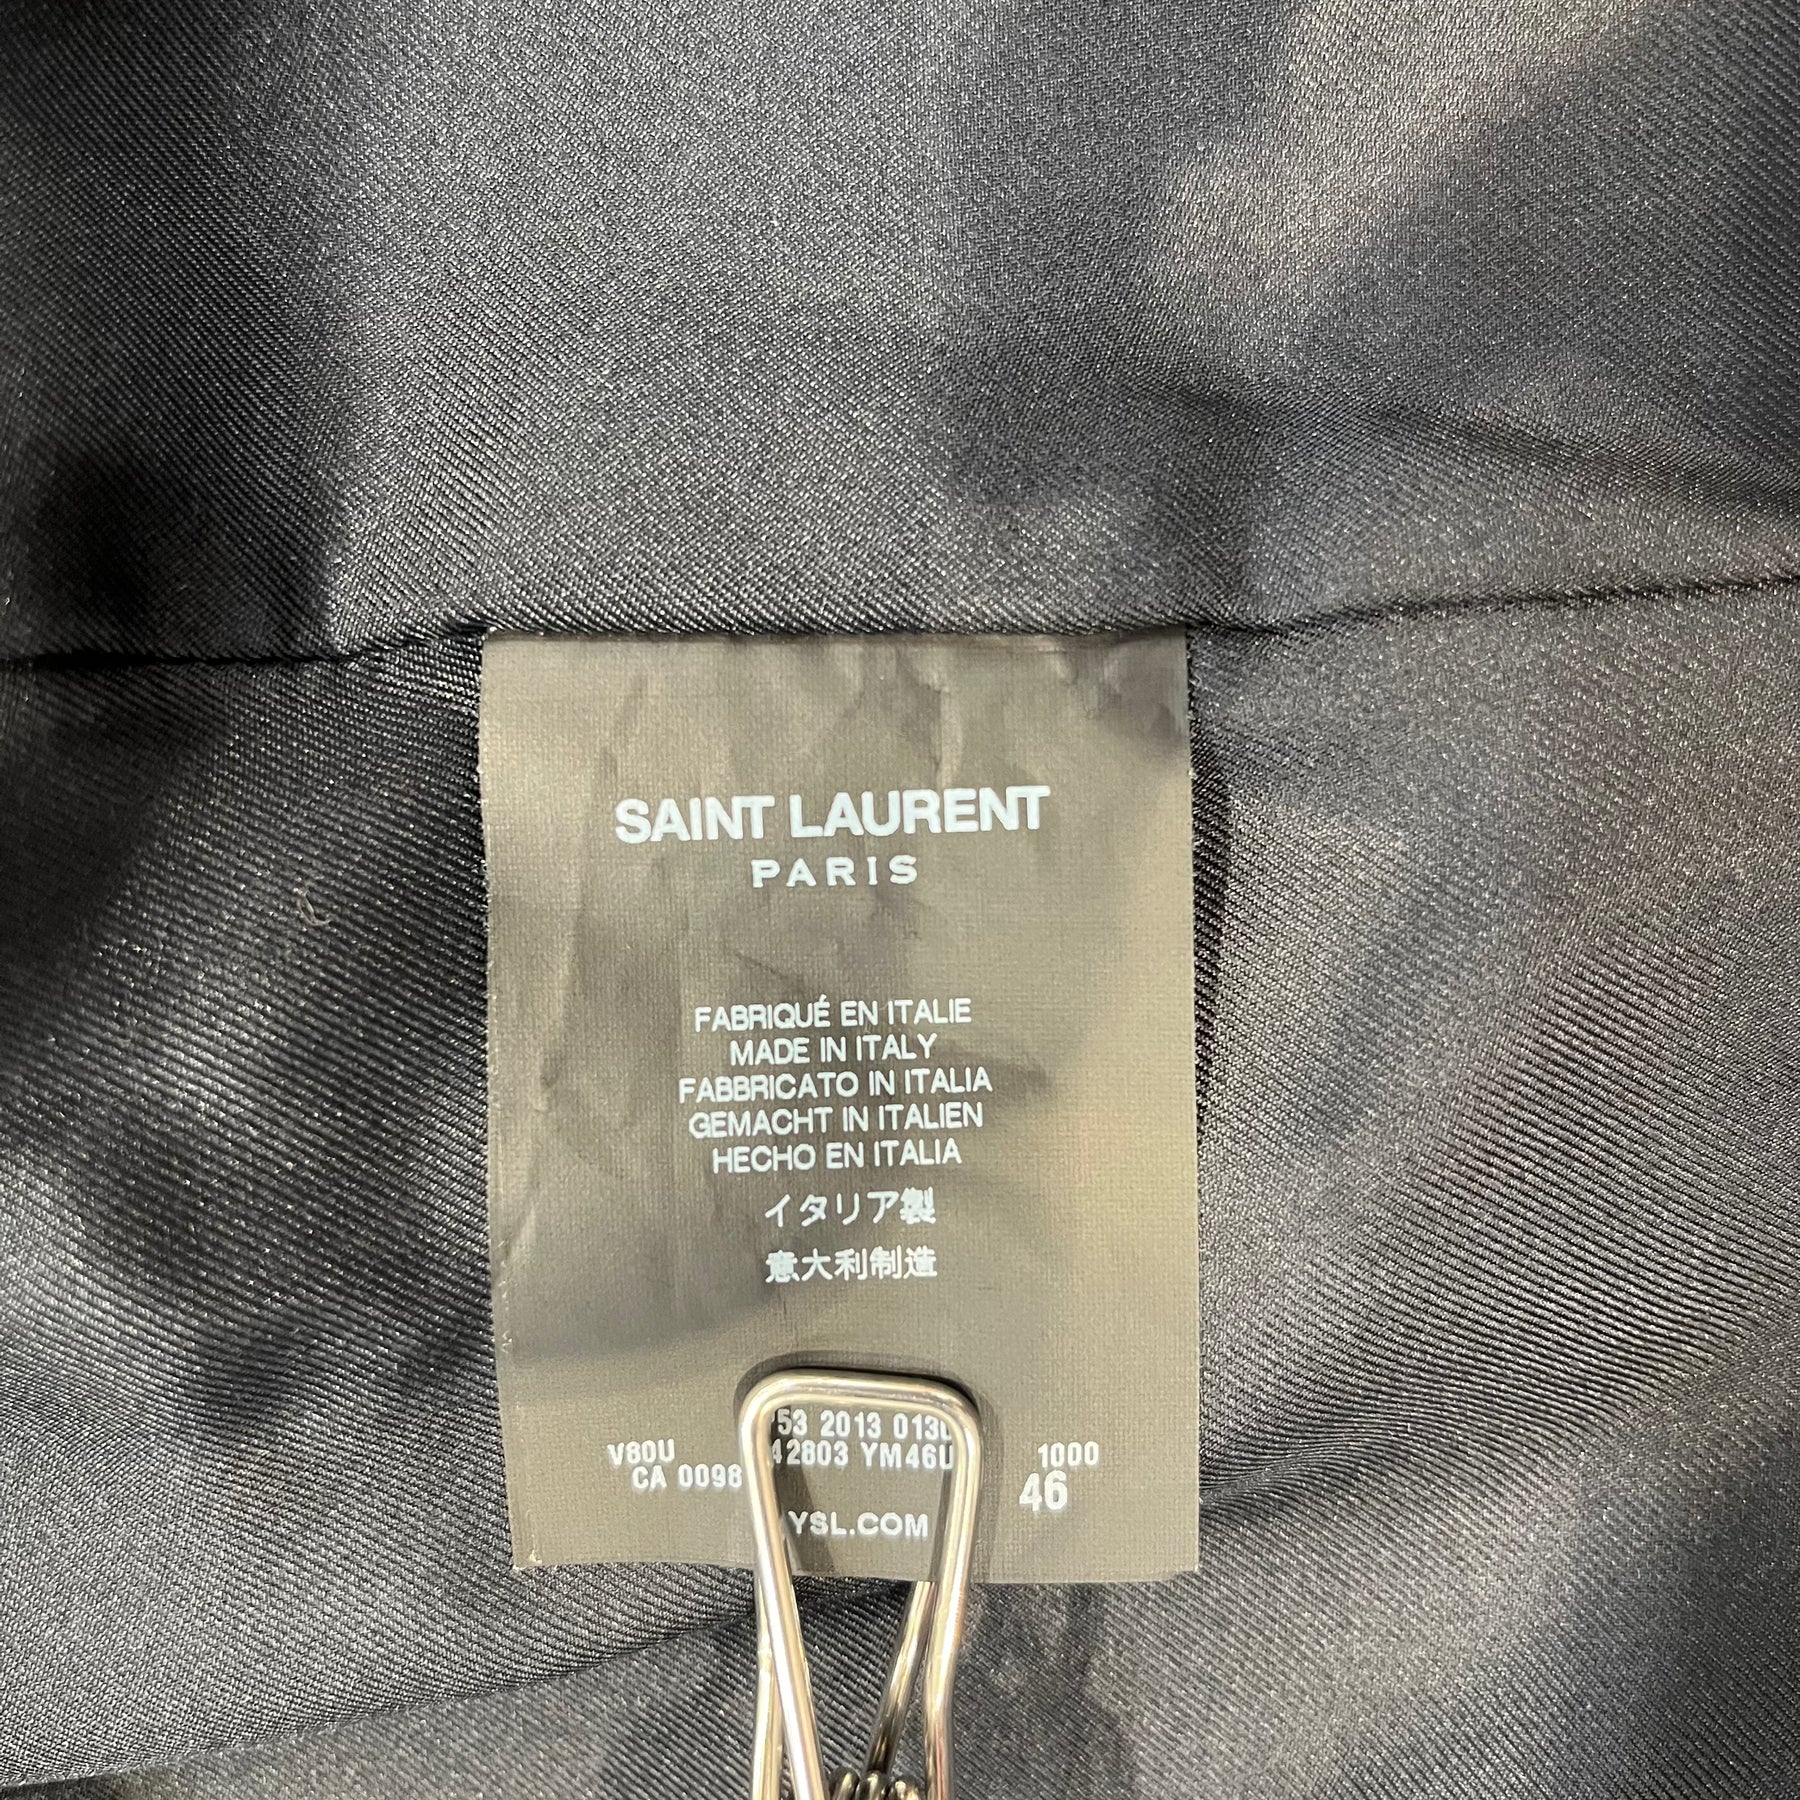 SAINT LAURENT
PARIS
FABRIQUÉ EN ITALIE
MADE IN ITALY
FABBRICATO IN ITALIA
GEMACHT IN ITALIEN
HECHO EN ITALIA
イタリア製
意大利制造
53 2013
V80U 42803 YM46U 1000
CA 0098 46
YSL.COM